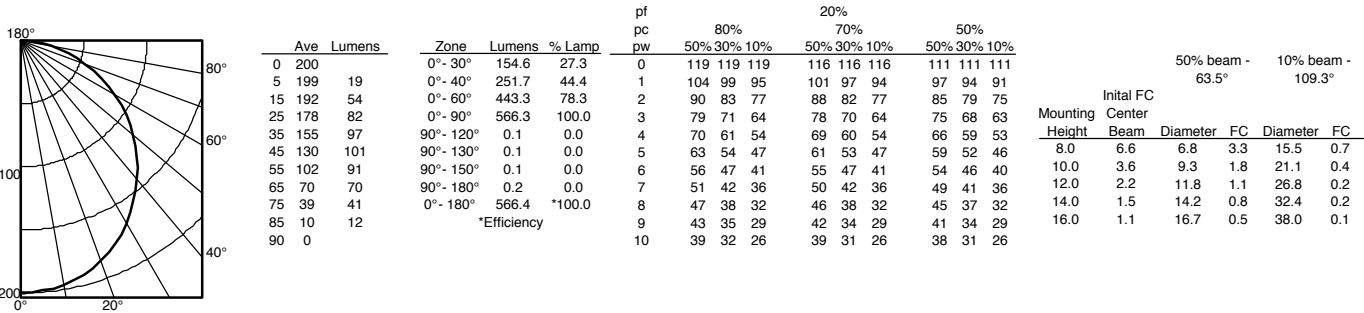 180°
80°
60°
100
40°
200
0° 20°
Ave Lumens
0 200
5 199 19
15 192 54
25 178 82
35 155 97
45 130 101
55 102 91
65 70 70
75 39 41
85 10 12
90 0
Zone Lumens % Lamp
0°- 30° 154.6 27.3
0°- 40° 251.7 44.4
0°- 60° 443.3 78.3
0°- 90° 566.3 100.0
90°- 120° 0.1 0.0
90°- 130° 0.1 0.0
90°- 150° 0.1 0.0
90°- 180° 0.2 0.0
0°- 180° 566.4 *100.0
*Efficiency
pf 20%
pc 80% 70% 50%
pw 50% 30% 10% 50% 30% 10% 50% 30% 10%
0 119 119 119 116 116 116 111 111 111
1 104 99 95 101 97 94 97 94 91
2 90 83 77 88 82 77 85 79 75
3 79 71 64 78 70 64 75 68 63
4 70 61 54 69 60 54 66 59 53
5 63 54 47 61 53 47 59 52 46
6 56 47 41 55 47 41 54 46 40
7 51 42 36 50 42 36 49 41 36
8 47 38 32 46 38 32 45 37 32
9 43 35 29 42 34 29 41 34 29
10 39 32 26 39 31 26 38 31 26
50% beam - 10% beam -
63.5° 109.3°
Inital FC
Mounting Center
Height Beam Diameter FC Diameter FC
8.0 6.6 6.8 3.3 15.5 0.7
10.0 3.6 9.3 1.8 21.1 0.4
12.0 2.2 11.8 1.1 26.8 0.2
14.0 1.5 14.2 0.8 32.4 0.2
16.0 1.1 16.7 0.5 38.0 0.1